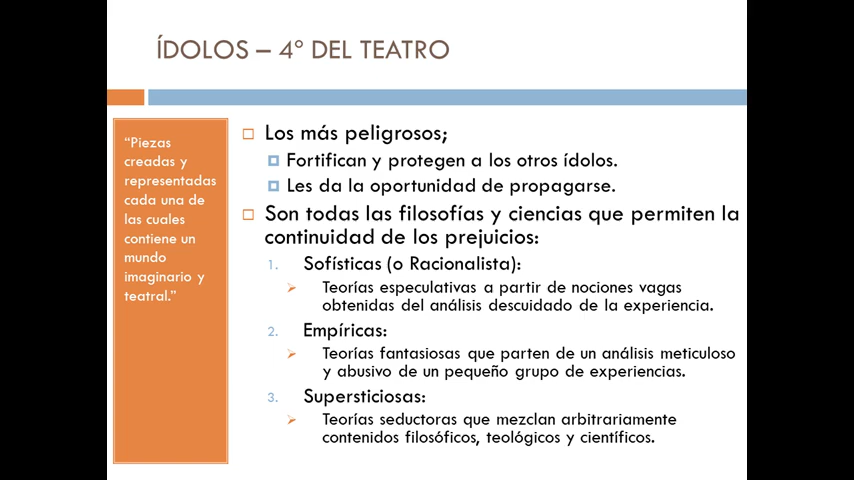 ÍDOLOS – 4º DEL TEATRO
“Piezas
creadas y
representadas
cada una de
las cuales
contiene un
mundo
imaginario y
teatral.”
Los más peligrosos;
Fortifican y protegen a los otros ídolos.
Les da la oportunidad de propagarse.
Son todas las filosofías y ciencias que permiten la
continuidad de los prejuicios:
1. Sofísticas (o Racionalista):
Teorías especulativas a partir de nociones vagas
obtenidas del análisis descuidado de la experiencia.
2. Empíricas:
Teorías fantasiosas que parten de un análisis meticuloso
y abusivo de un pequeño grupo de experiencias.
3. Supersticiosas:
Teorías seductoras que mezclan arbitrariamente
contenidos filosóficos, teológicos y científicos.